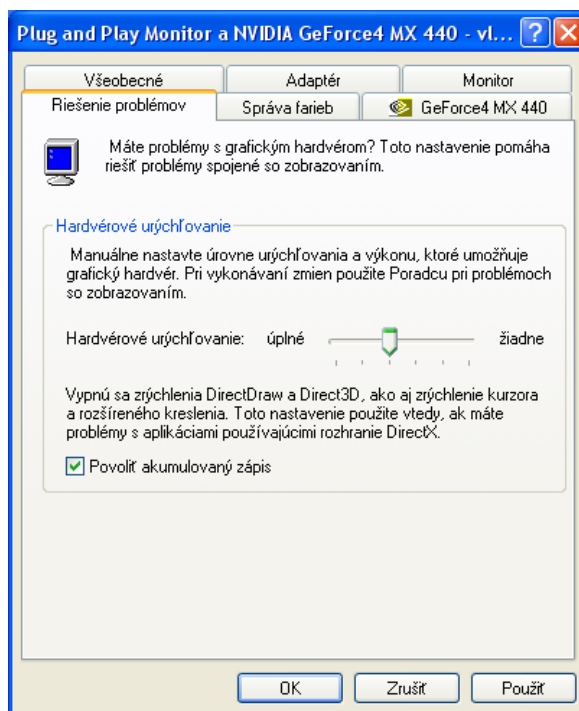 Plug and Play Monitor a NVIDIA GeForce4 MX 440 - vl...
Všeobecné
Adaptér
Monitor
Riešenie problémov
Správa farieb
GeForce4 MX 440
Máte problémy s grafickým hardvérom? Toto nastavenie pomáha
riešiť problémy spojené so zobrazovaním.
Hardvérové urýchľovanie
Manuálne nastavte úrovne urýchľovania a výkonu, ktoré umožňuje
grafický hardvér. Pri vykonávaní zmien použite Poradcu pri problémoch
so zobrazovaním.
Hardvérové urýchľovanie: úplné žiadne
Vypnú sa zrýchlenia DirectDraw a Direct3D, ako aj zrýchlenie kurzora
a rozšíreného kreslenia. Toto nastavenie použite vtedy, ak máte
problémy s aplikáciami používajúcimi rozhranie DirectX.
Povoliť akumulovaný zápis
OK
Zrušiť
Použiť